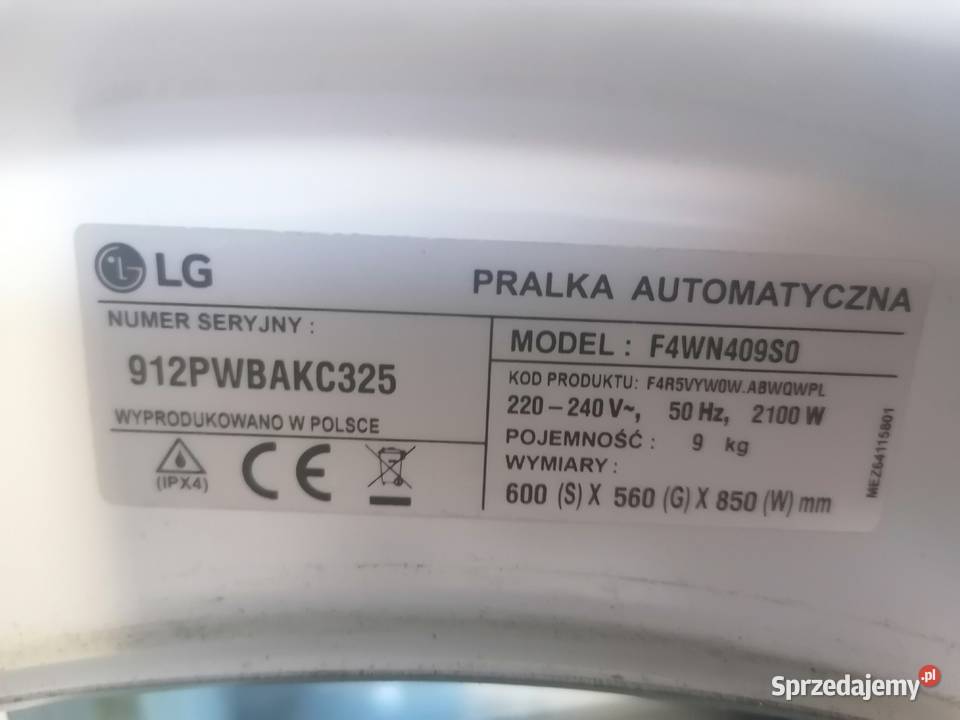 LG
PRALKA AUTOMATYCZNA
NUMER SERYJNY :
912PWBAKC325
WYPRODUKOWANO W POLSCE
(IPX4)
CE
MODEL : F4WN409S0
KOD PRODUKTU: F4R5VYW0W.ABWQWPL
220 – 240 V~, 50 Hz, 2100 W
POJEMNOŚĆ : 9 kg
WYMIARY :
600 (S) X 560 (G) X 850 (W) mm
MEZ64115801
Sprzedajemy.pl